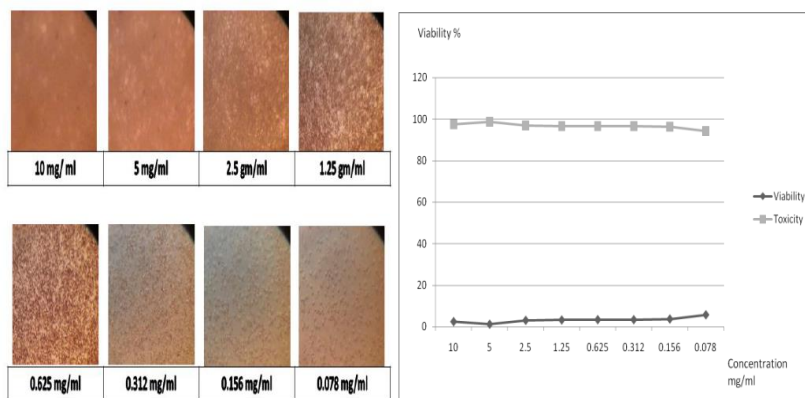 10 mg/ ml
5 mg/ml
2.5 gm/ml
1.25 gm/ml
0.625 mg/ml
0.312 mg/ml
0.156 mg/ml
0.078 mg/ml
Viability %
120
100
80
60
40
20
0
10 5 2.5 1.25 0.625 0.312 0.156 0.078
Concentration
mg/ml
Viability
Toxicity